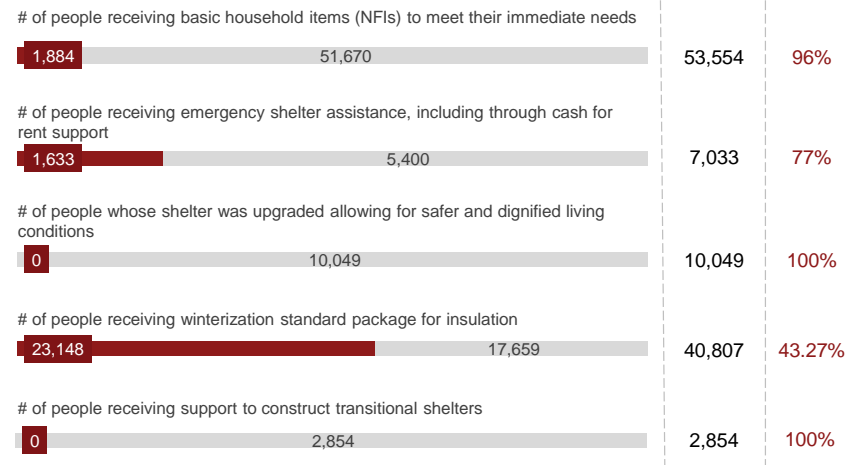 # of people receiving basic household items (NFIs) to meet their immediate needs
1,884 51,670 53,554 96%
# of people receiving emergency shelter assistance, including through cash for
rent support
1,633 5,400 7,033 77%
# of people whose shelter was upgraded allowing for safer and dignified living
conditions
0 10,049 10,049 100%
# of people receiving winterization standard package for insulation
23,148 17,659 40,807 43.27%
# of people receiving support to construct transitional shelters
0 2,854 2,854 100%